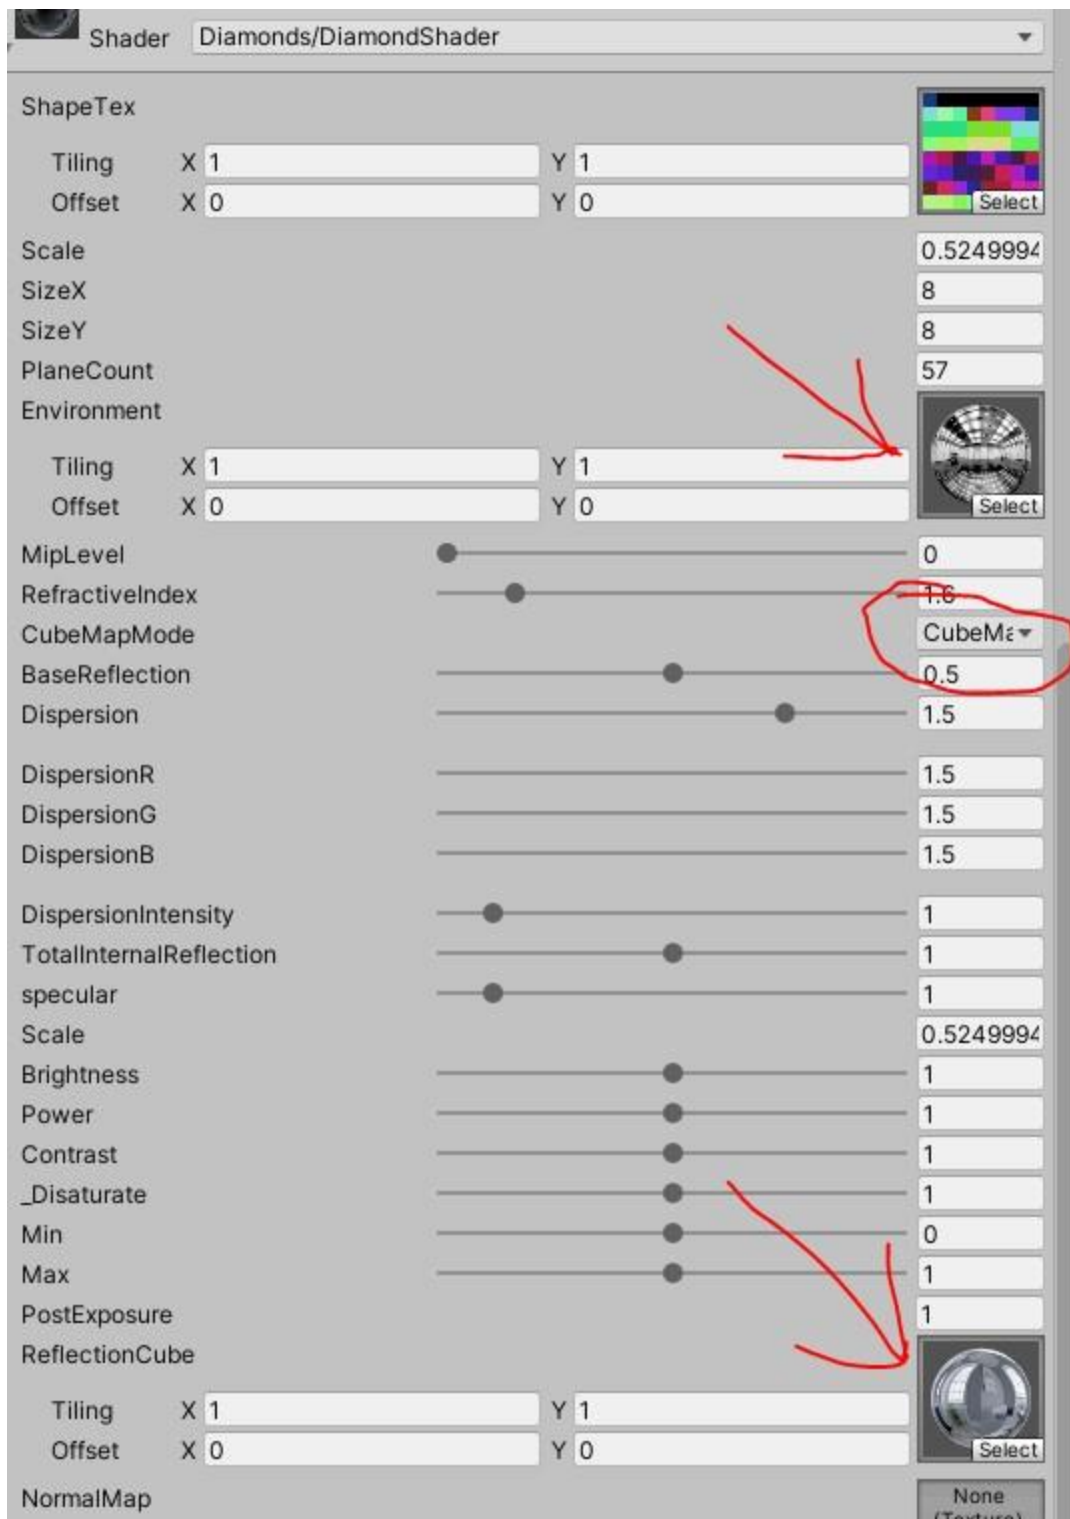 Shader Diamonds/DiamondShader
ShapeTex
Tiling X 1 Y 1
Offset X 0 Y 0
Select
Scale 0.5249994
SizeX 8
SizeY 8
PlaneCount 57
Environment
Tiling X 1 Y 1
Offset X 0 Y 0
Select
MipLevel 0
RefractiveIndex 1.6
CubeMapMode CubeMa
BaseReflection 0.5
Dispersion 1.5
DispersionR 1.5
DispersionG 1.5
DispersionB 1.5
DispersionIntensity 1
TotalInternalReflection 1
specular 1
Scale 0.5249994
Brightness 1
Power 1
Contrast 1
_Disaturate 1
Min 0
Max 1
PostExposure 1
ReflectionCube
Tiling X 1 Y 1
Offset X 0 Y 0
Select
NormalMap None
(Texture)